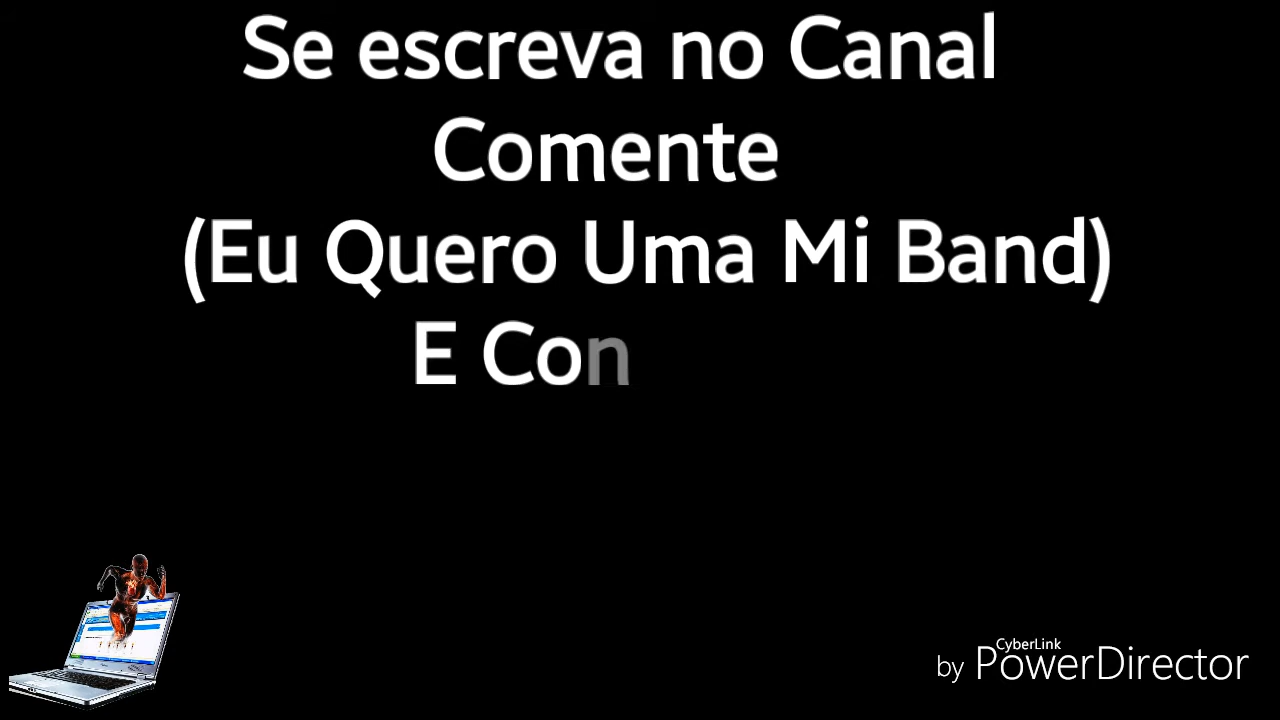 Se escreva no Canal
Comente
(Eu Quero Uma Mi Band)
E Con
CyberLink
by PowerDirector